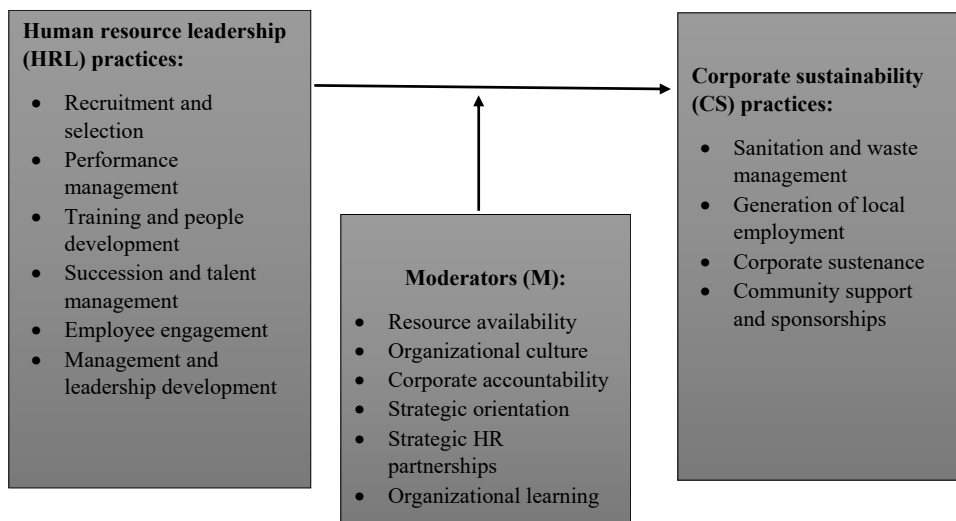 Human resource leadership
(HRL) practices:
• Recruitment and
selection
• Performance
management
• Training and people
development
• Succession and talent
management
• Employee engagement
• Management and
leadership development
Moderators (M):
• Resource availability
• Organizational culture
• Corporate accountability
• Strategic orientation
• Strategic HR
partnerships
• Organizational learning
Corporate sustainability
(CS) practices:
• Sanitation and waste
management
• Generation of local
employment
• Corporate sustenance
• Community support
and sponsorships